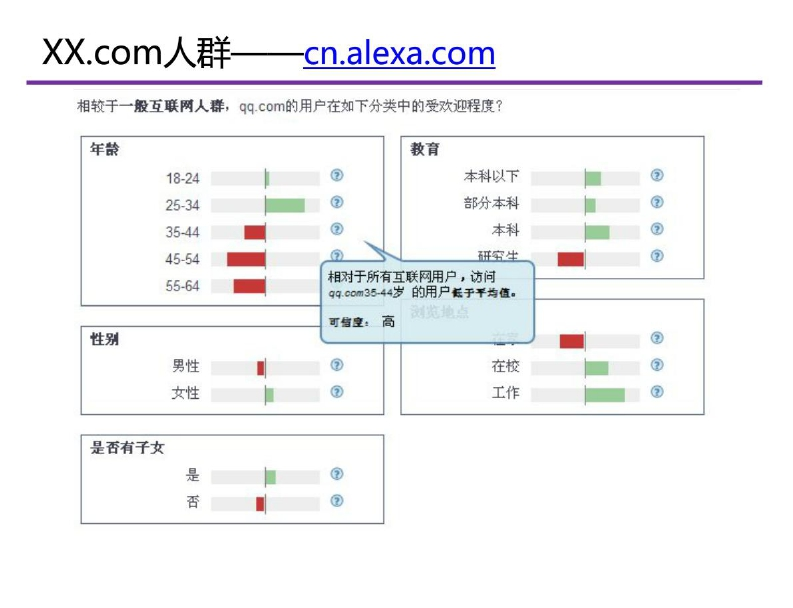 XX.com人群——cn.alexa.com
相较于一般互联网人群，qq.com的用户在如下分类中的受欢迎程度？
年龄
18-24
25-34
35-44
45-54
55-64
教育
本科以下
部分本科
本科
研究生
相对于所有互联网用户，访问
qq.com35-44岁 的用户低于平均值。
可信度： 高
性别
男性
女性
浏览地点
在家
在校
工作
是否有子女
是
否